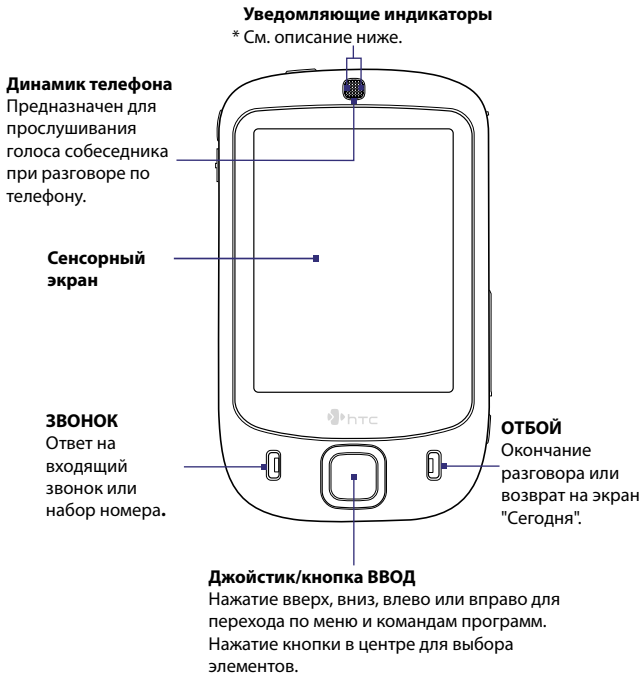 Уведомляющие индикаторы
* См. описание ниже.
Динамик телефона
Предназначен для
прослушивания
голоса собеседника
при разговоре по
телефону.
Сенсорный
экран
hTC
ЗВОНОК
Ответ на
входящий
звонок или
набор номера.
ОТБОЙ
Окончание
разговора или
возврат на экран
"Сегодня".
Джойстик/кнопка ВВОД
Нажатие вверх, вниз, влево или вправо для
перехода по меню и командам программ.
Нажатие кнопки в центре для выбора
элементов.